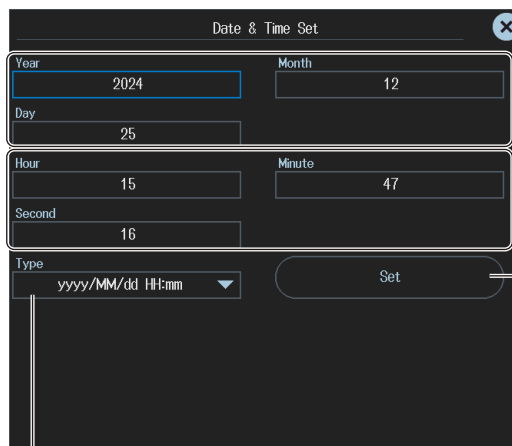 Date & Time Set
Year
Month
2024
12
Day
25
Hour
Minute
15
47
Second
16
Type
yyyy/MM/dd HH:mm
Set